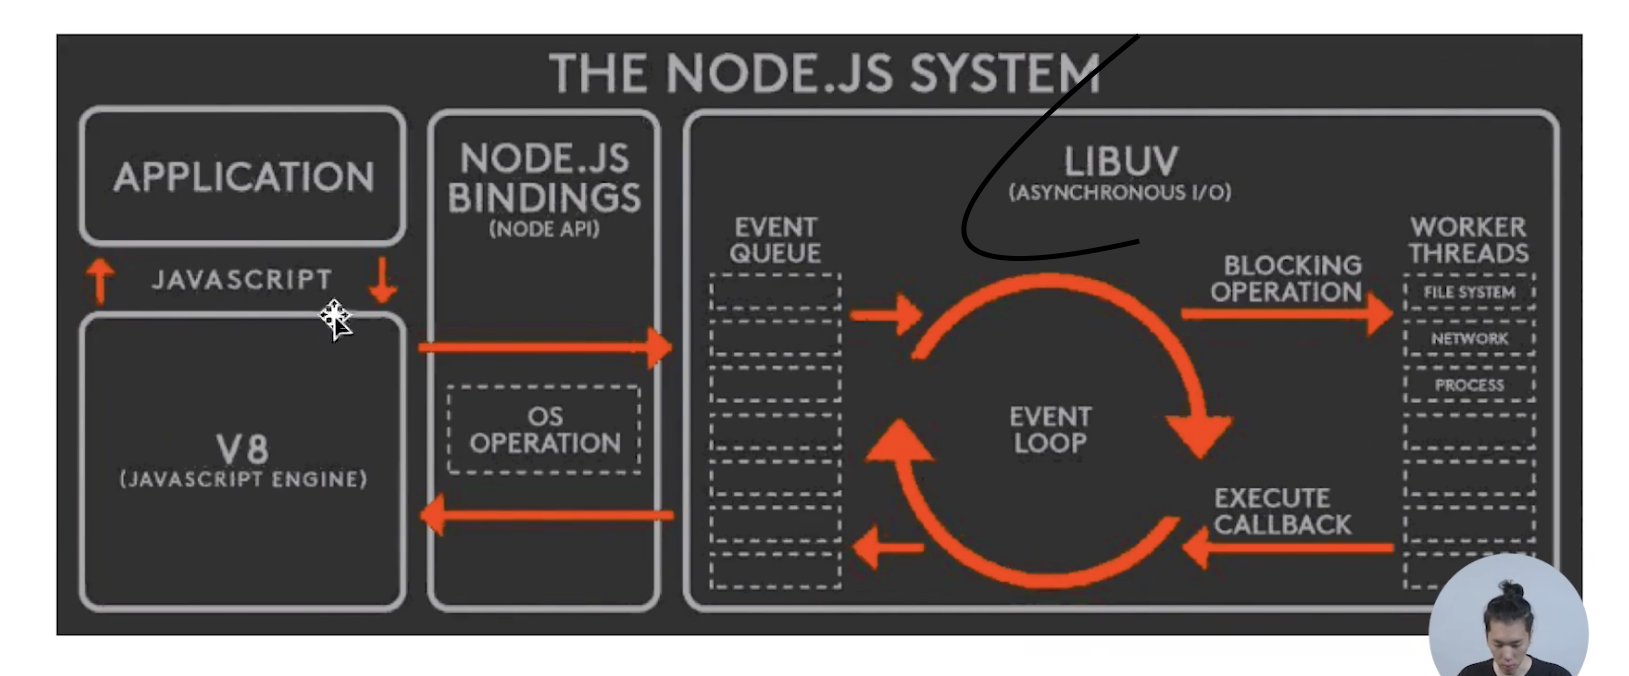 THE NODE.JS SYSTEM
APPLICATION
JAVASCRIPT
V8
(JAVASCRIPT ENGINE)
NODE.JS
BINDINGS
(NODE API)
OS
OPERATION
LIBUV
(ASYNCHRONOUS I/O)
EVENT
QUEUE
EVENT
LOOP
BLOCKING
OPERATION
EXECUTE
CALLBACK
WORKER
THREADS
FILE SYSTEM
NETWORK
PROCESS